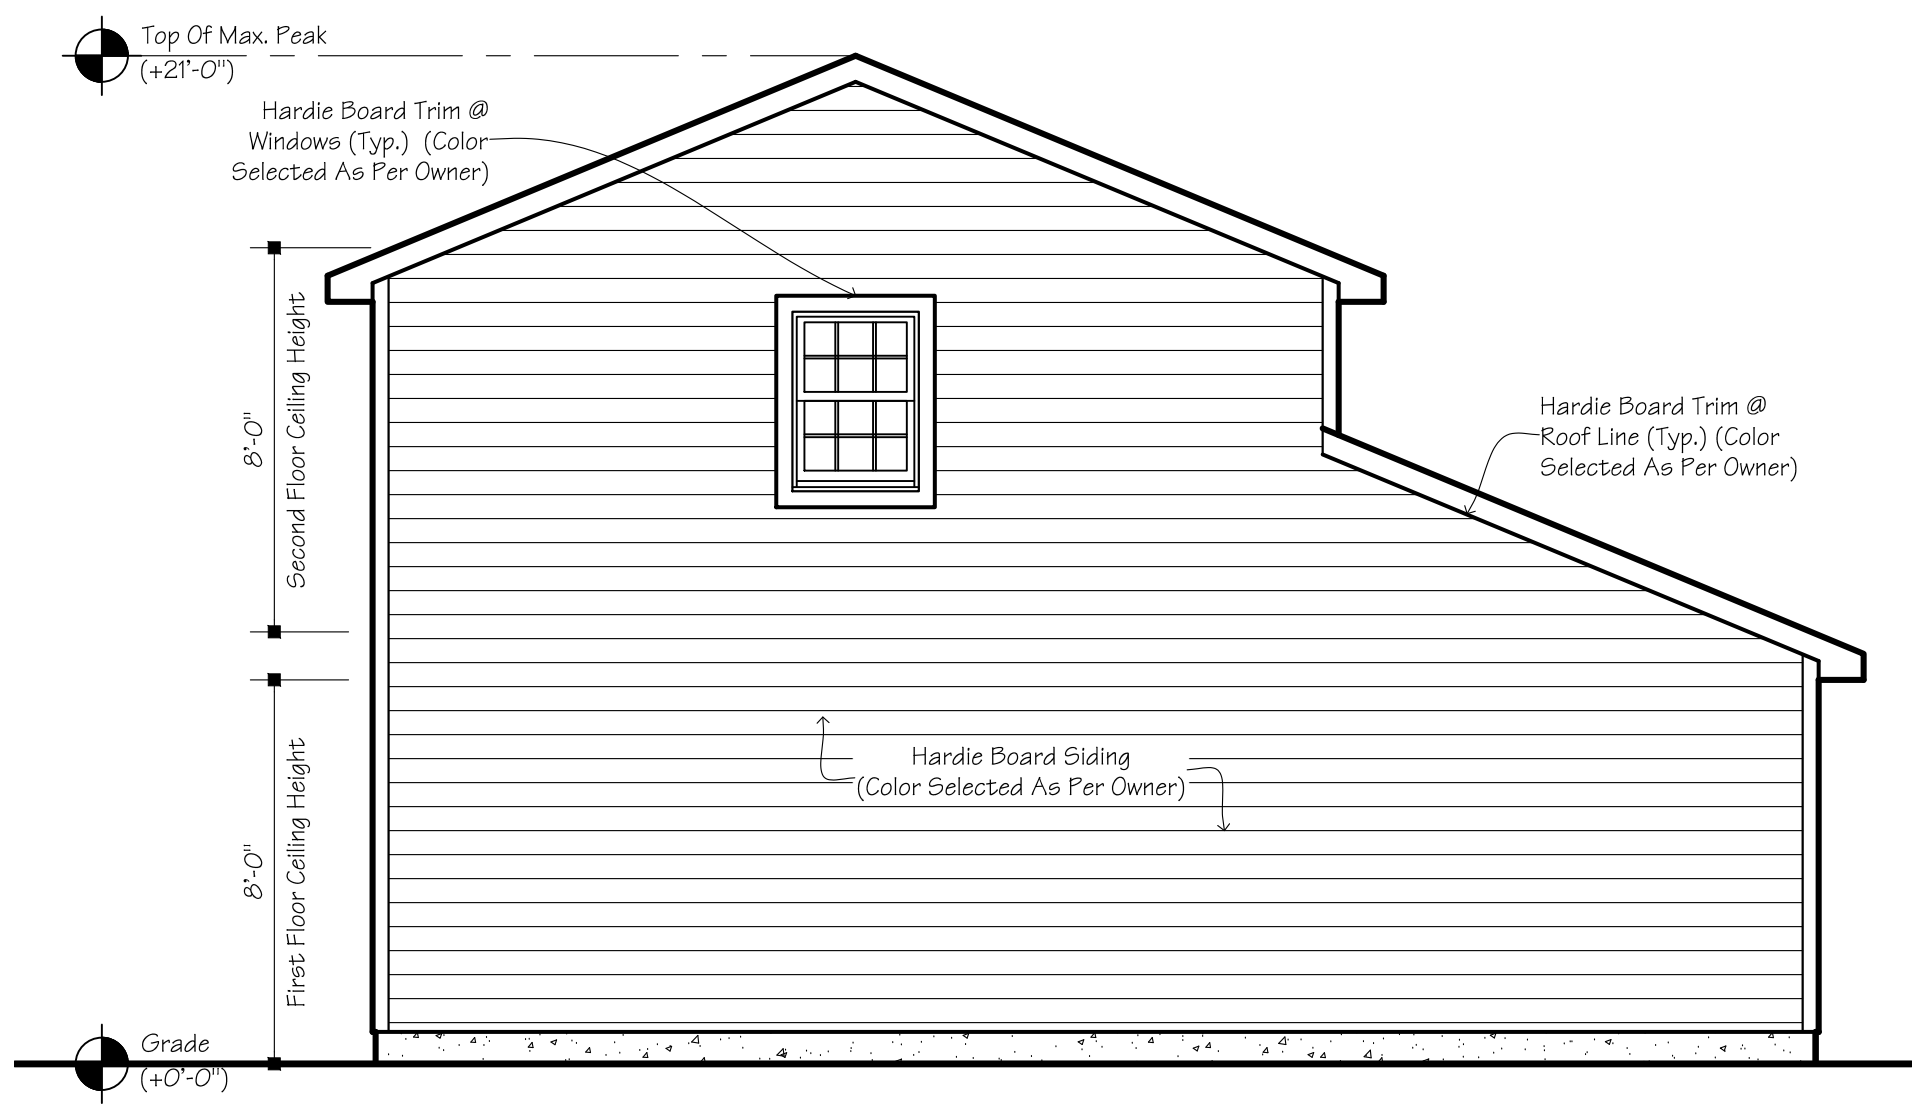 Top Of Max. Peak
(+21'-0")
Hardie Board Trim @
Windows (Typ.) (Color
Selected As Per Owner)
8'-0"
Second Floor Ceiling Height
Hardie Board Trim @
Roof Line (Typ.) (Color
Selected As Per Owner)
8'-0"
First Floor Ceiling Height
Hardie Board Siding
(Color Selected As Per Owner)
Grade
(+0'-0")